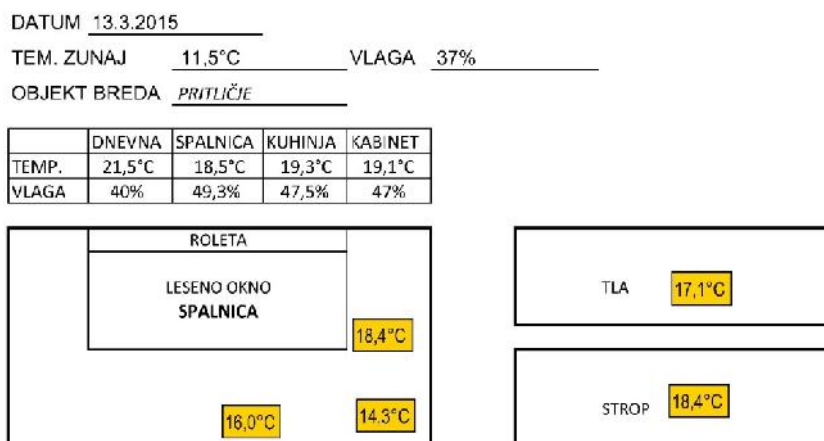 DATUM 13.3.2015
TEM. ZUNAJ 11,5°C VLAGA 37%
OBJEKT BREDA PRITLIČJE
DNEVNA SPALNICA KUHINJA KABINET
TEMP. 21,5°C 18,5°C 19,3°C 19,1°C
VLAGA 40% 49,3% 47,5% 47%
ROLETA
LESENO OKNO
SPALNICA
18,4°C
16,0°C 14.3°C
TLA 17,1°C
STROP 18,4°C